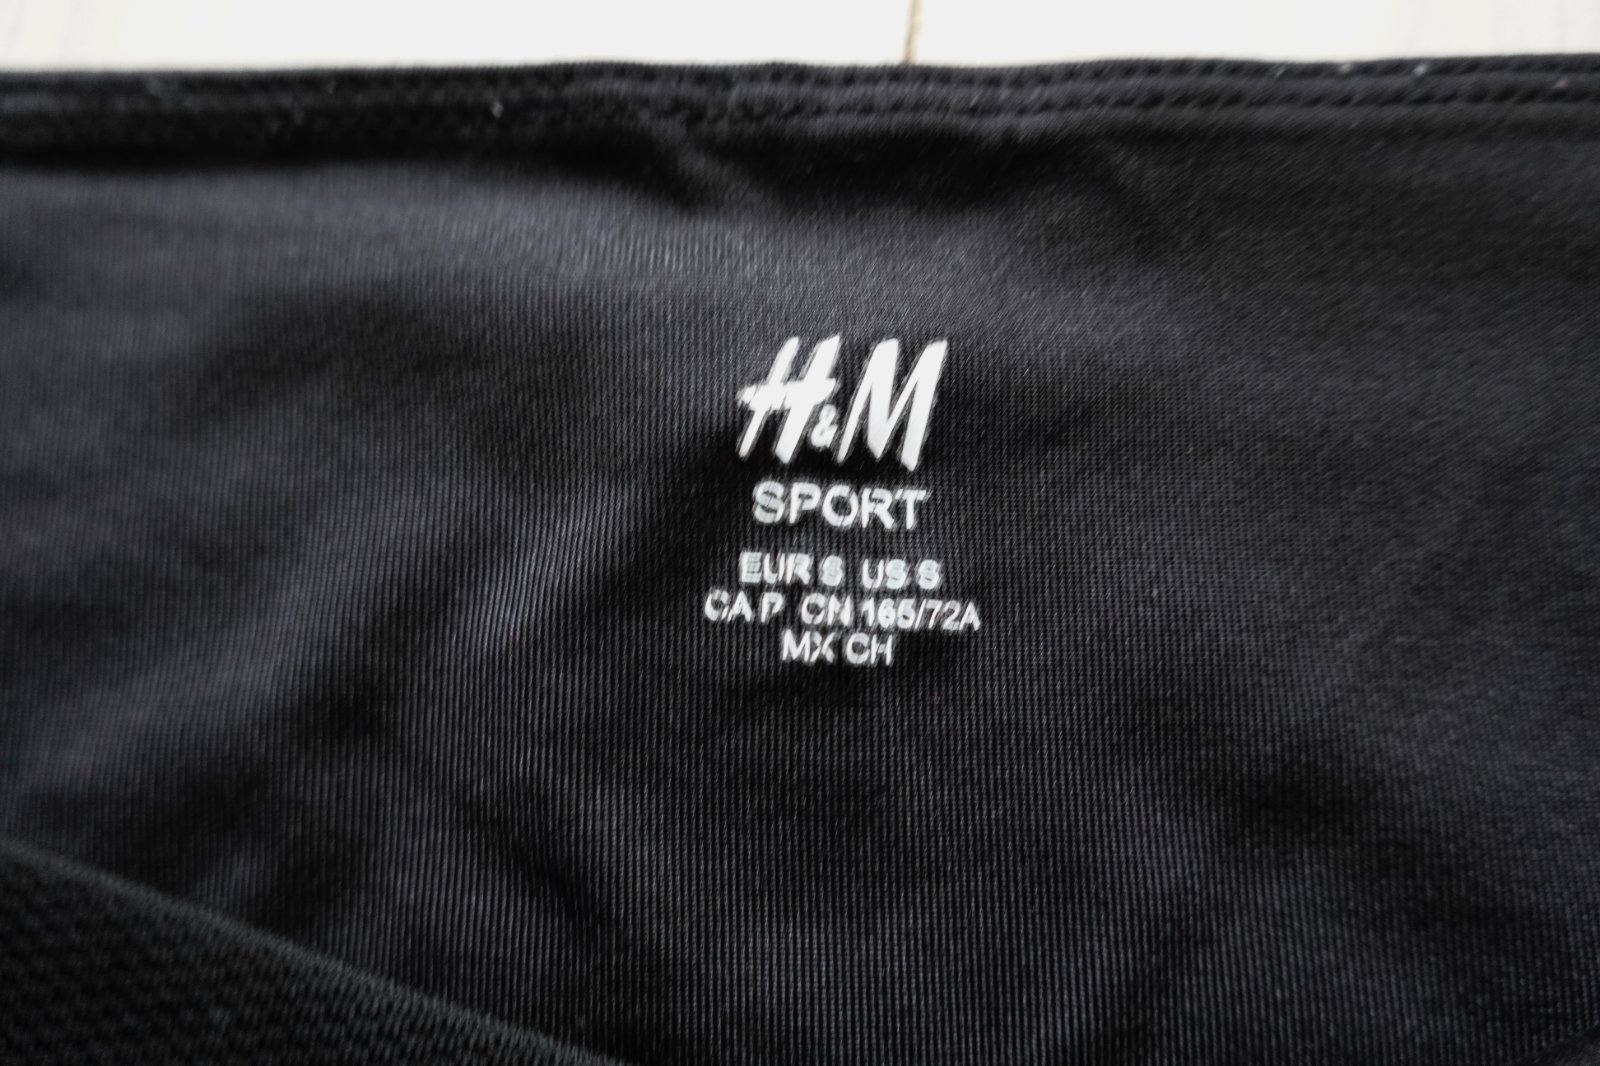 H&M
SPORT
EUR S US S
CA P CN 165/72A
MX CH